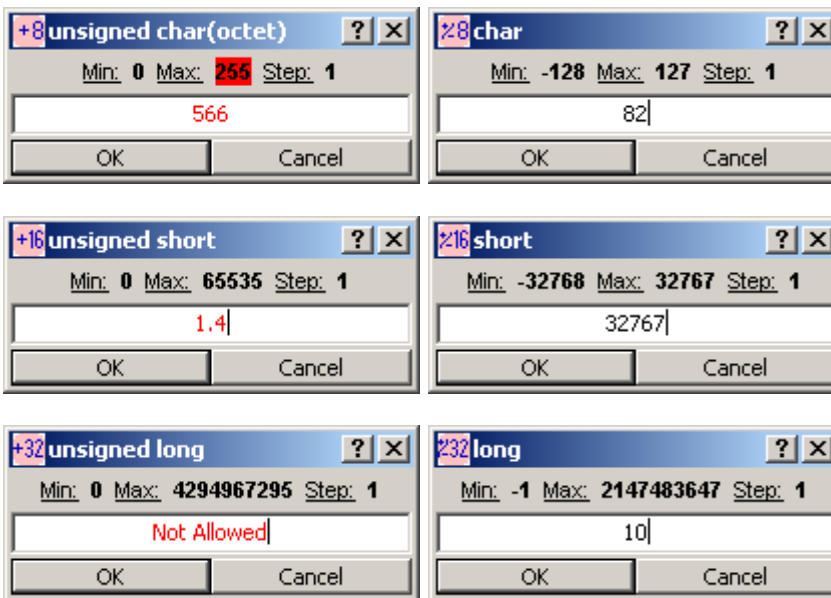 +8 unsigned char(octet) ? X
Min: 0 Max: 255 Step: 1
566
OK Cancel
⁒8 char ? X
Min: -128 Max: 127 Step: 1
82
OK Cancel
+16 unsigned short ? X
Min: 0 Max: 65535 Step: 1
1.4
OK Cancel
⁒16 short ? X
Min: -32768 Max: 32767 Step: 1
32767
OK Cancel
+32 unsigned long ? X
Min: 0 Max: 4294967295 Step: 1
Not Allowed
OK Cancel
⁒32 long ? X
Min: -1 Max: 2147483647 Step: 1
10
OK Cancel